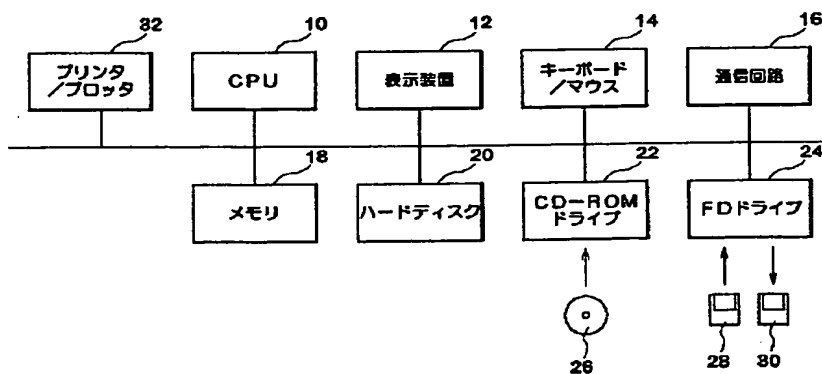 32
10
12
14
16
プリンタ
/プロッタ
CPU
表示装置
キーボード
/マウス
通信回路
18
20
22
24
メモリ
ハードディスク
CD-ROM
ドライブ
FDドライブ
26
28
30